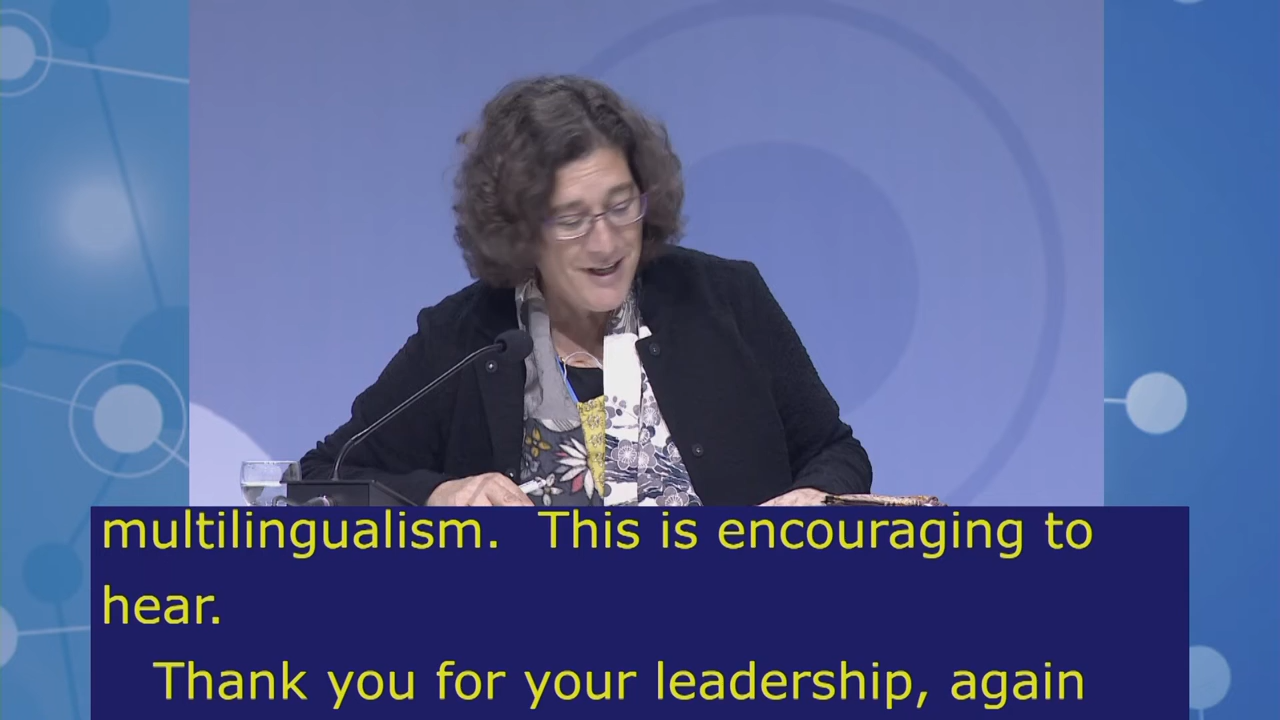 multilingualism.  This is encouraging to
hear.
Thank you for your leadership, again